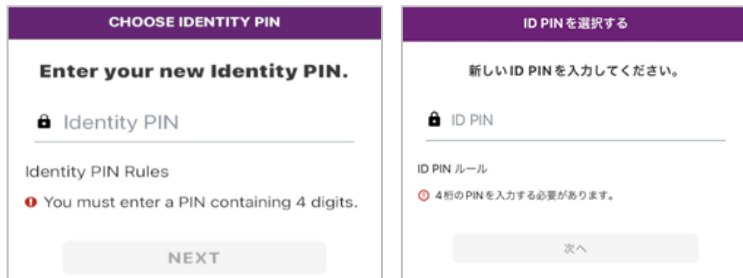 CHOOSE IDENTITY PIN
Enter your new Identity PIN.
Identity PIN
Identity PIN Rules
You must enter a PIN containing 4 digits.
NEXT
ID PINを選択する
新しいID PINを入力してください。
ID PIN
ID PIN ルール
4桁のPINを入力する必要があります。
次へ